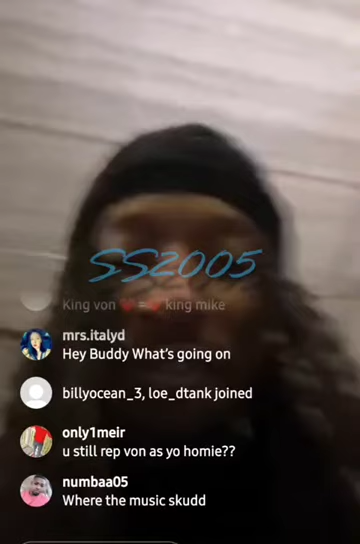 SS2005
King von ❤️ = ❤️ king mike
mrs.italyd
Hey Buddy What's going on
billyocean_3, loe_dtank joined
only1meir
u still rep von as yo homie??
numbaa05
Where the music skudd